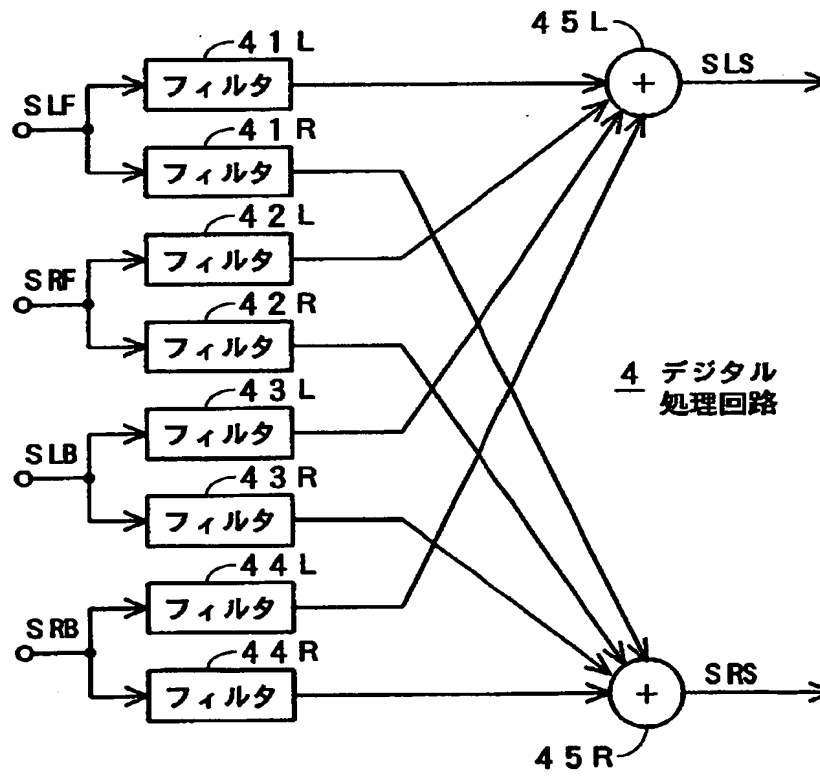 45L
41L
フィルタ
+
SLS
SLF
41R
フィルタ
42L
フィルタ
SRF
42R
フィルタ
4 デジタル
処理回路
43L
フィルタ
SLB
43R
フィルタ
44L
フィルタ
SRB
44R
フィルタ
+
SRS
45R